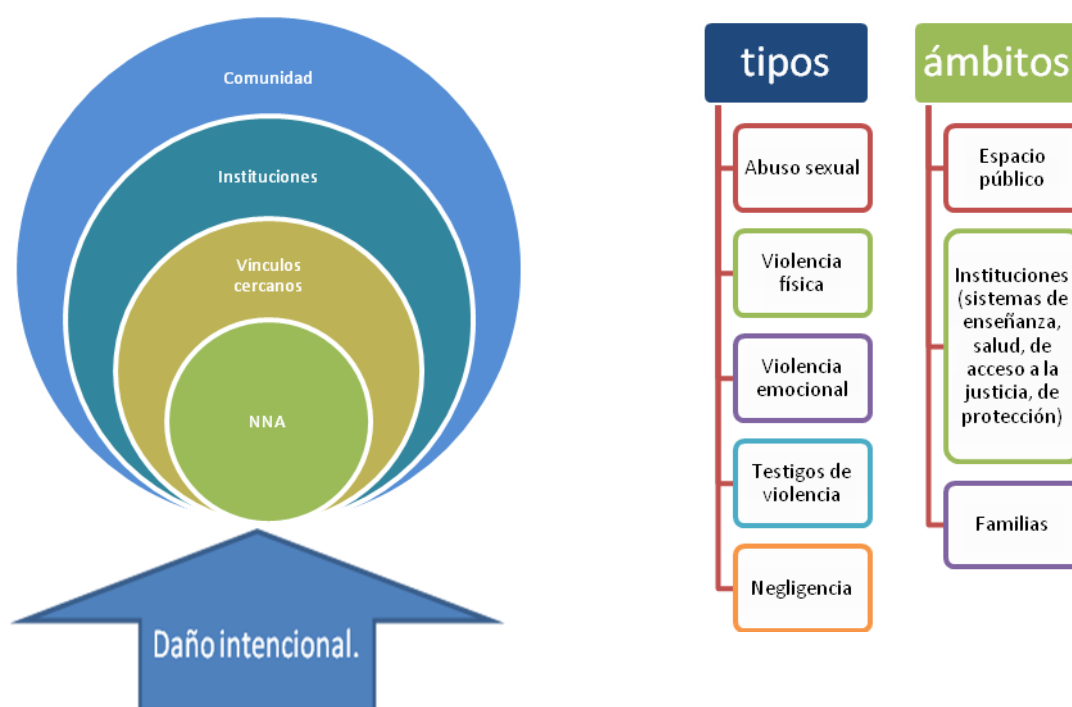 Comunidad
Instituciones
Vinculos
cercanos
NNA
Daño intencional.
tipos
Abuso sexual
Violencia
física
Violencia
emocional
Testigos de
violencia
Negligencia
ámbitos
Espacio
público
Instituciones
(sistemas de
enseñanza,
salud, de
acceso a la
justicia, de
protección)
Familias